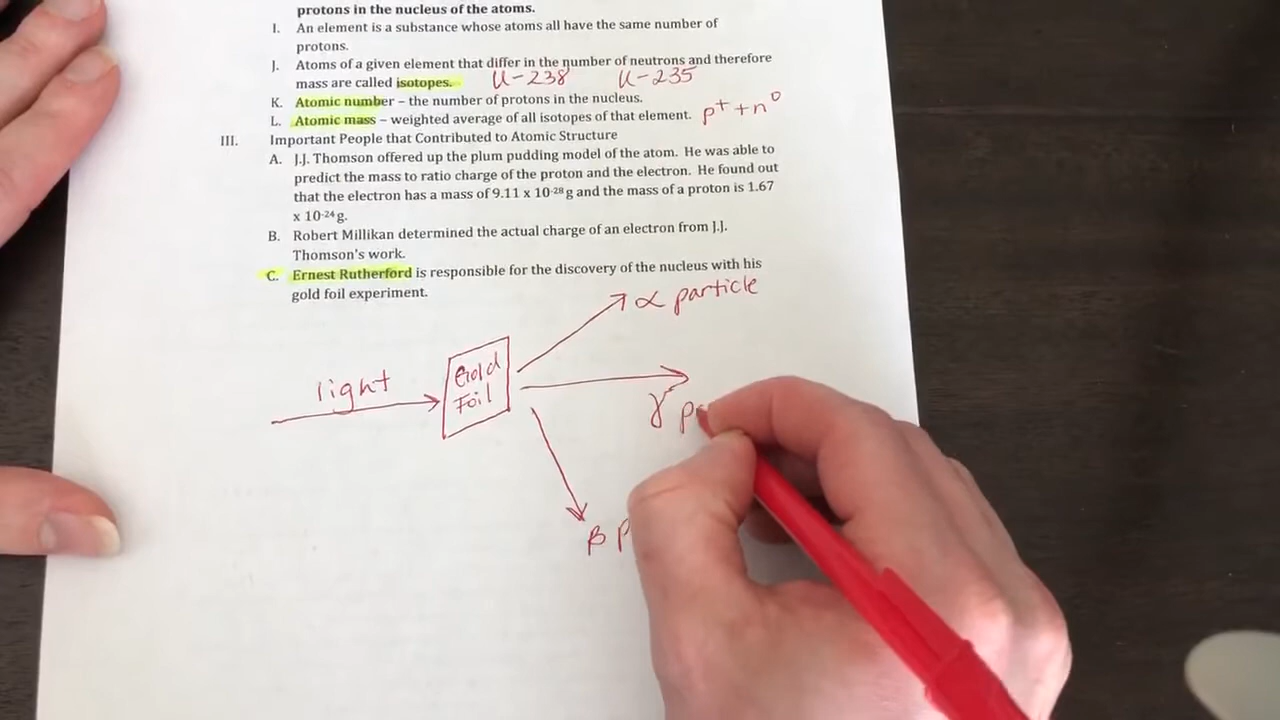 protons in the nucleus of the atoms.
I. An element is a substance whose atoms all have the same number of
protons.
J. Atoms of a given element that differ in the number of neutrons and therefore
mass are called isotopes. U-238 U-235
K. Atomic number – the number of protons in the nucleus.
L. Atomic mass – weighted average of all isotopes of that element. p⁺ + n⁰
III. Important People that Contributed to Atomic Structure
A. J.J. Thomson offered up the plum pudding model of the atom. He was able to
predict the mass to ratio charge of the proton and the electron. He found out
that the electron has a mass of 9.11 x 10⁻²⁸ g and the mass of a proton is 1.67
x 10⁻²⁴ g.
B. Robert Millikan determined the actual charge of an electron from J.J.
Thomson's work.
C. Ernest Rutherford is responsible for the discovery of the nucleus with his
gold foil experiment.
α particle
light
Gold
Foil
γ p
β p